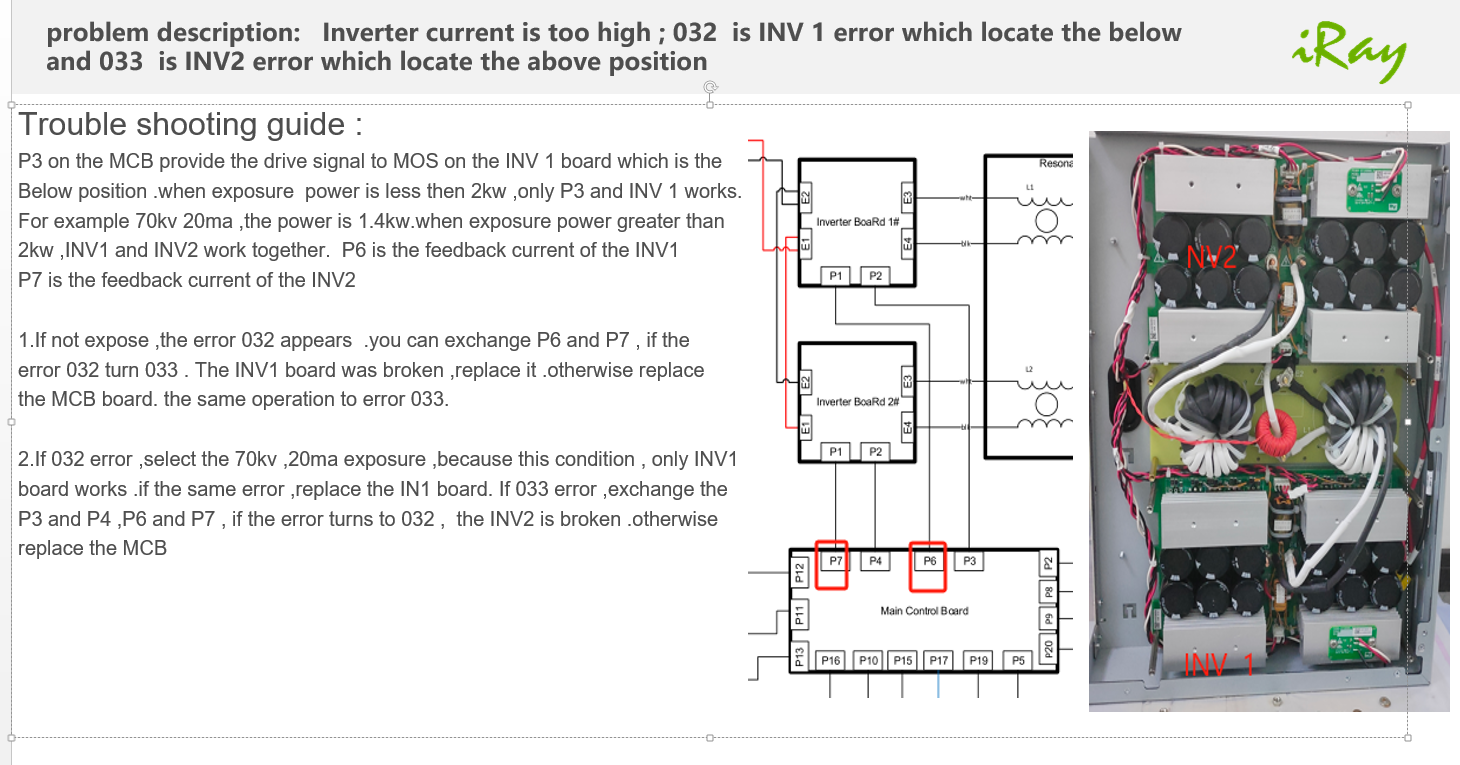 problem description: Inverter current is too high ; 032 is INV 1 error which locate the below
and 033 is INV2 error which locate the above position
iRay
Trouble shooting guide :
P3 on the MCB provide the drive signal to MOS on the INV 1 board which is the
Below position .when exposure power is less then 2kw ,only P3 and INV 1 works.
For example 70kv 20ma ,the power is 1.4kw.when exposure power greater than
2kw ,INV1 and INV2 work together. P6 is the feedback current of the INV1
P7 is the feedback current of the INV2
1.If not expose ,the error 032 appears .you can exchange P6 and P7 , if the
error 032 turn 033 . The INV1 board was broken ,replace it .otherwise replace
the MCB board. the same operation to error 033.
2.If 032 error ,select the 70kv ,20ma exposure ,because this condition , only INV1
board works .if the same error ,replace the IN1 board. If 033 error ,exchange the
P3 and P4 ,P6 and P7 , if the error turns to 032 , the INV2 is broken .otherwise
replace the MCB
Resona
E2
E3
L1
wht
Inverter BoaRd 1#
E1
E4
blk
P1
P2
E2
E3
L2
wht
Inverter BoaRd 2#
E1
E4
blk
P1
P2
P12
P7
P4
P6
P3
P2
P8
P11
Main Control Board
P9
P13
P20
P16
P10
P15
P17
P19
P5
NV2
INV 1